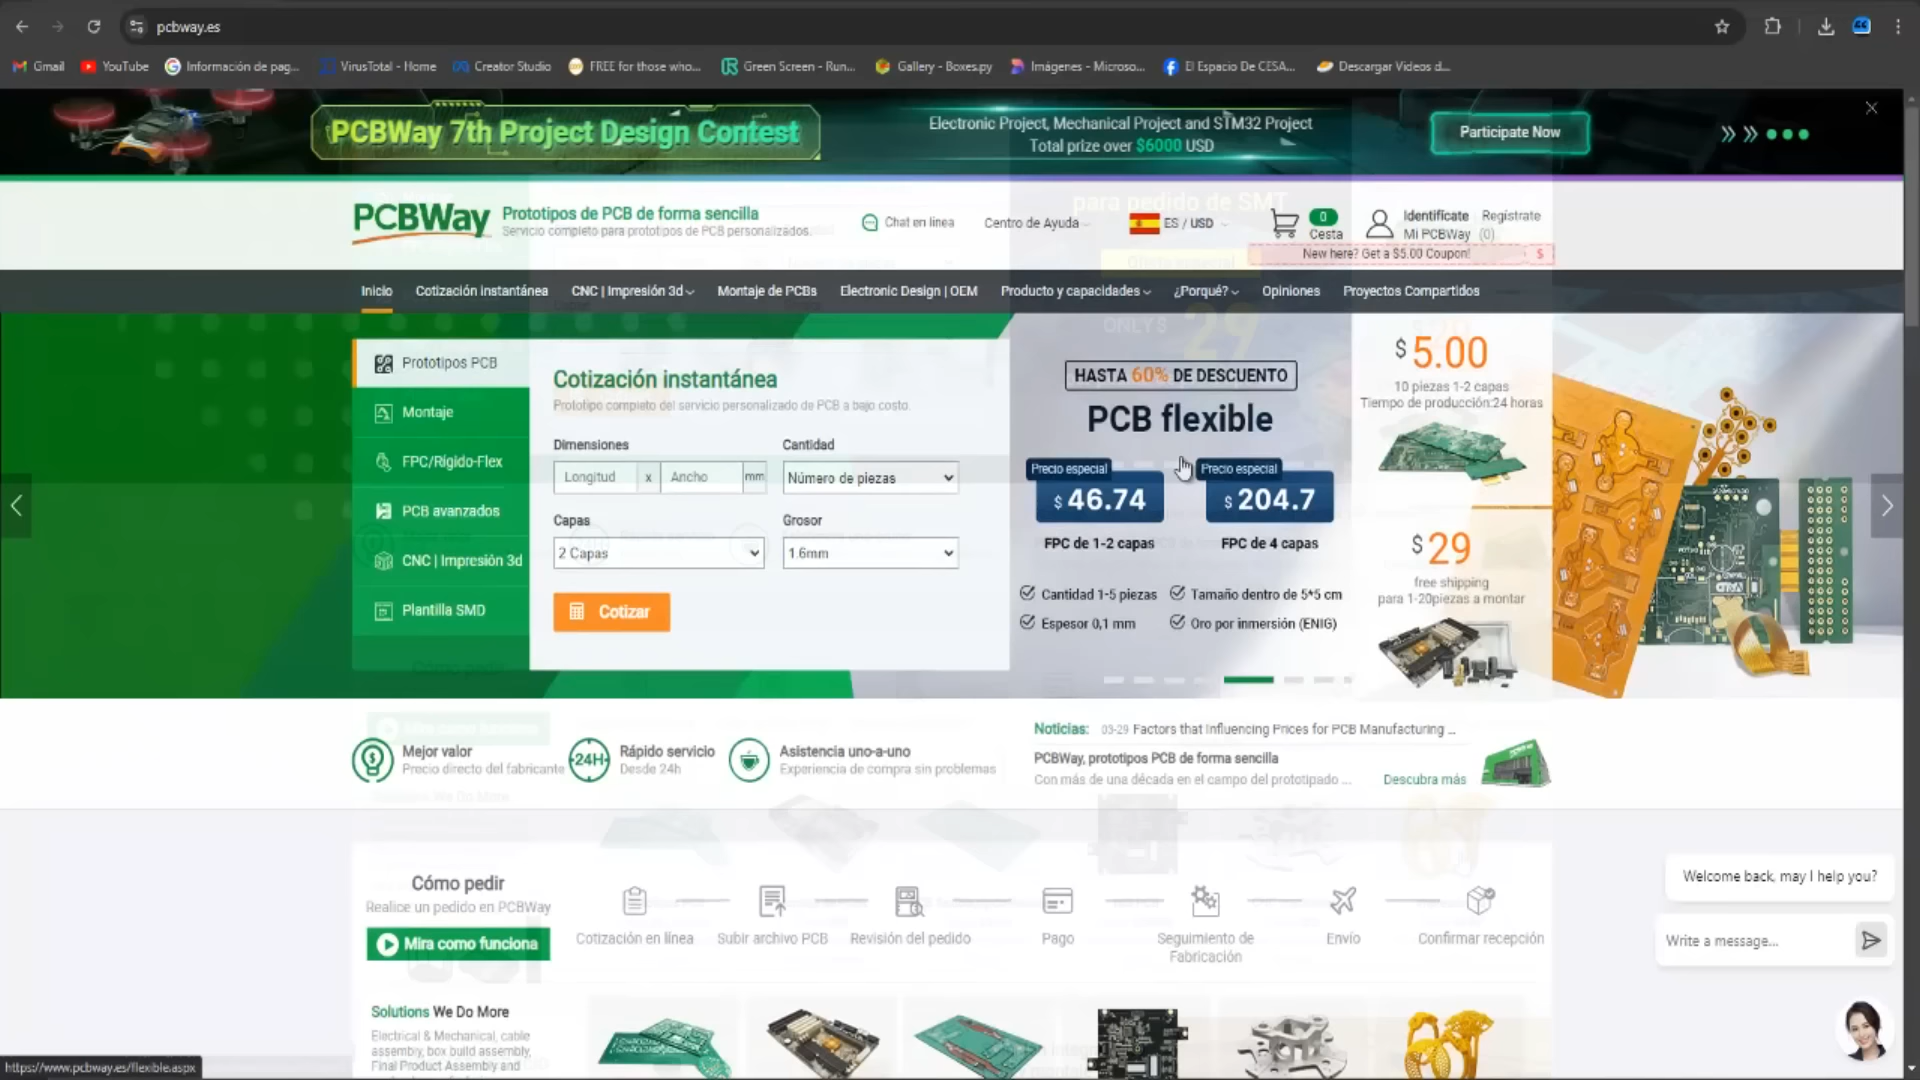 pcbway.es
Gmail
YouTube
Información de pag...
VirusTotal - Home
Creator Studio
FREE for those who...
Green Screen - Run...
Gallery - Boxes.py
Imágenes - Microso...
El Espacio De CESA...
Descargar Videos d...
PCBWay 7th Project Design Contest
Electronic Project, Mechanical Project and STM32 Project
Total prize over $6000 USD
Participate Now
PCBWay
Prototipos de PCB de forma sencilla
Servicio completo para prototipos de PCB personalizados.
Chat en línea
Centro de Ayuda
ES / USD
0
Cesta
Identifícate Regístrate
Mi PCBWay (0)
New here? Get a $5.00 Coupon!
$
para pedido de SMT
Inicio
Cotización instantánea
CNC | Impresión 3d
Montaje de PCBs
Electronic Design | OEM
Producto y capacidades
¿Porqué?
Opiniones
Proyectos Compartidos
ONLY $ 29
Prototipos PCB
Montaje
FPC/Rígido-Flex
PCB avanzados
CNC | Impresión 3d
Plantilla SMD
Cotización instantánea
Prototipo completo del servicio personalizado de PCB a bajo costo.
Dimensiones
Cantidad
Longitud x Ancho mm
Número de piezas
Capas
Grosor
2 Capas
1.6mm
Cotizar
HASTA 60% DE DESCUENTO
PCB flexible
Precio especial
$ 46.74
FPC de 1-2 capas
Precio especial
$ 204.7
FPC de 4 capas
Cantidad 1-5 piezas
Tamaño dentro de 5*5 cm
Espesor 0,1 mm
Oro por inmersión (ENIG)
$ 5.00
10 piezas 1-2 capas
Tiempo de producción:24 horas
$ 29
free shipping
para 1-20piezas a montar
Mejor valor
Precio directo del fabricante
24H
Rápido servicio
Desde 24h
Asistencia uno-a-uno
Experiencia de compra sin problemas
Noticias: 03-29 Factors that Influencing Prices for PCB Manufacturing ...
PCBWay, prototipos PCB de forma sencilla
Con más de una década en el campo del prototipado ...
Descubra más
Cómo pedir
Realice un pedido en PCBWay
Mira como funciona
Cotización en línea
Subir archivo PCB
Revisión del pedido
Pago
Seguimiento de
Fabricación
Envío
Confirmar recepción
Welcome back, may I help you?
Write a message...
Solutions We Do More
Electrical & Mechanical, cable
assembly, box build assembly,
Final Product Assembly and
https://www.pcbway.es/flexible.aspx